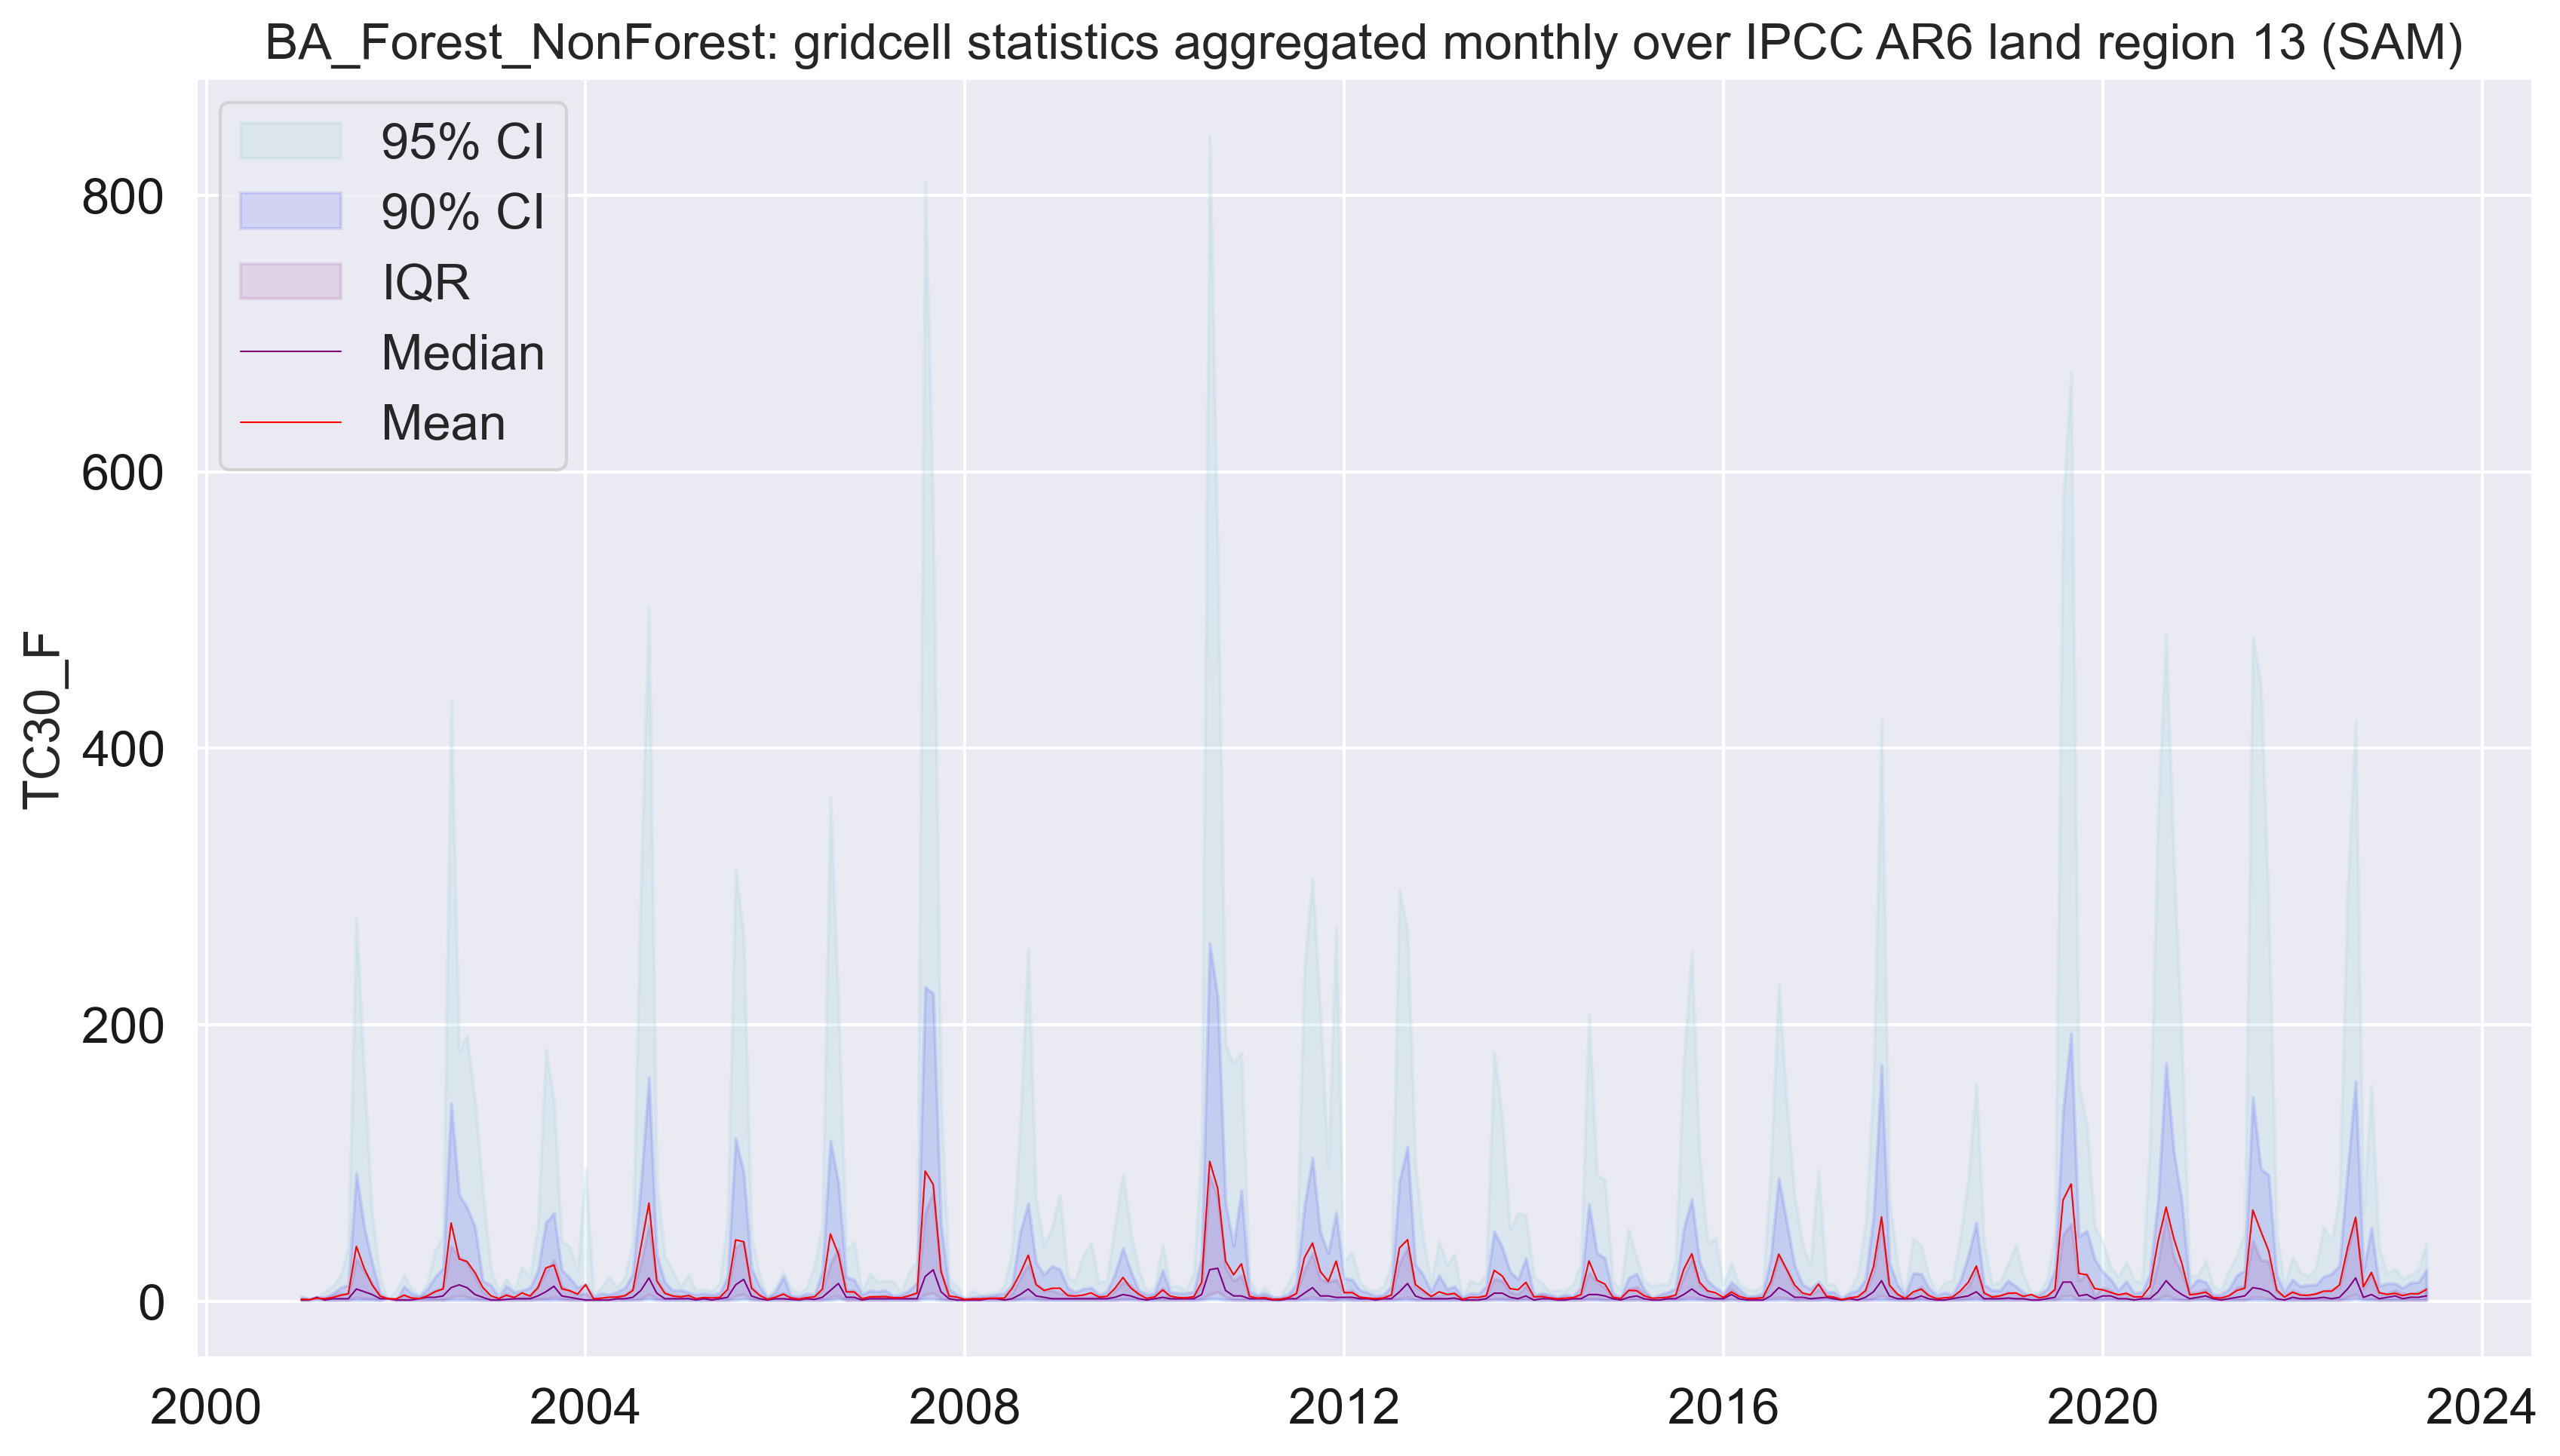 BA_Forest_NonForest: gridcell statistics aggregated monthly over IPCC AR6 land region 13 (SAM)
95% CI
90% CI
IQR
Median
Mean
TC30_F
800
600
400
200
0
2000
2004
2008
2012
2016
2020
2024